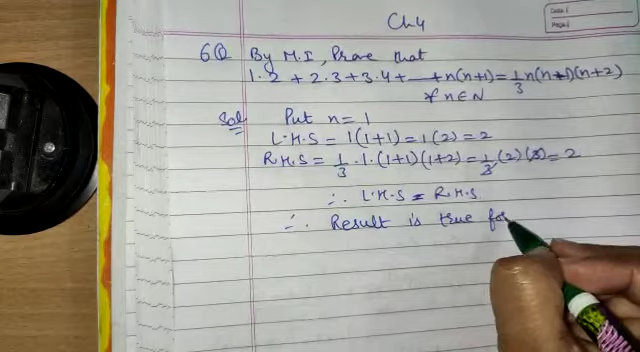 Ch 4
6Q By M.I, Prove that
1.2 + 2.3 + 3.4 + — + n(n+1) = 1/3 n(n+1)(n+2)
∀ n ∈ N
Sol Put n = 1
L.H.S = 1(1+1) = 1(2) = 2
R.H.S = 1/3 . 1 . (1+1)(1+2) = 1/3 (2)(3) = 2
∴ L.H.S = R.H.S
∴ Result is true for